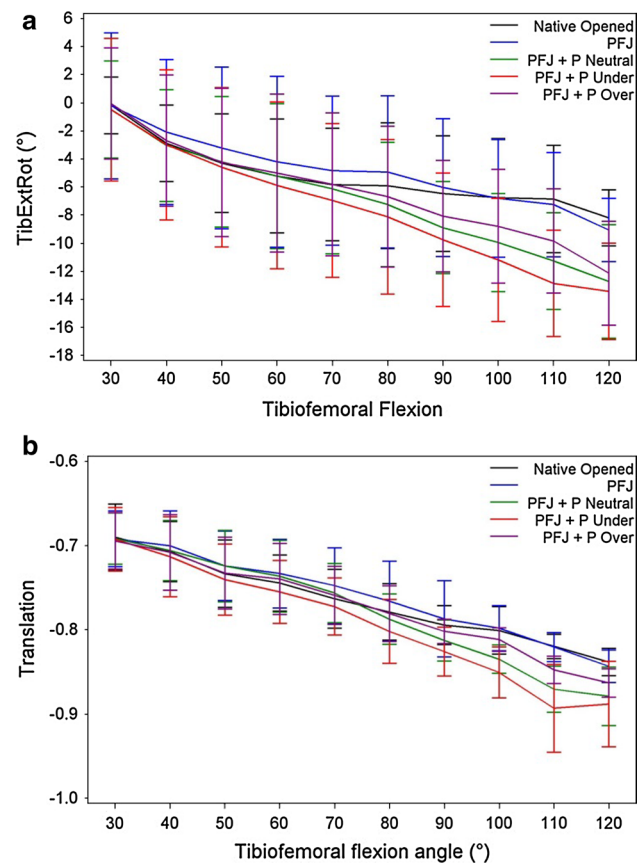 a
6
4
2
0
-2
-4
-6
-8
-10
-12
-14
-16
-18
TibExtRot (°)
Native Opened
PFJ
PFJ + P Neutral
PFJ + P Under
PFJ + P Over
30 40 50 60 70 80 90 100 110 120
Tibiofemoral Flexion
b
-0.6
-0.7
-0.8
-0.9
-1.0
Translation
Native Opened
PFJ
PFJ + P Neutral
PFJ + P Under
PFJ + P Over
30 40 50 60 70 80 90 100 110 120
Tibiofemoral flexion angle (°)